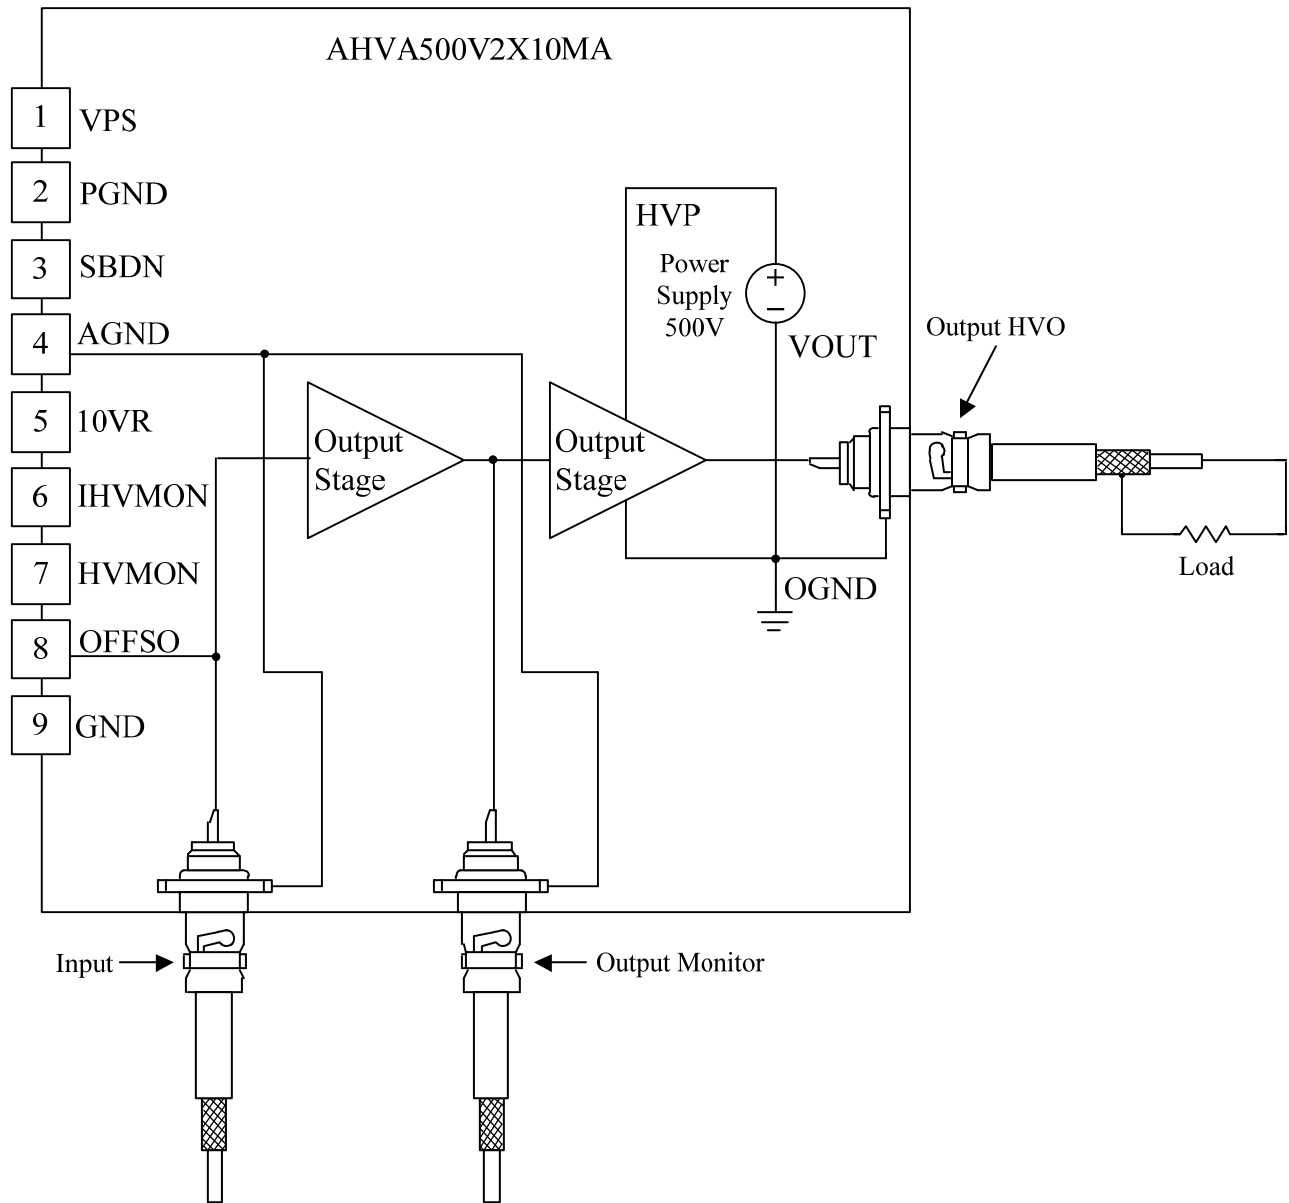 AHVA500V2X10MA
1 VPS
2 PGND
3 SBDN
4 AGND
5 10VR
6 IHVMON
7 HVMON
8 OFFSO
9 GND
HVP
Power
Supply
500V
+
−
VOUT
Output HVO
Output
Stage
Output
Stage
Load
OGND
Input
Output Monitor